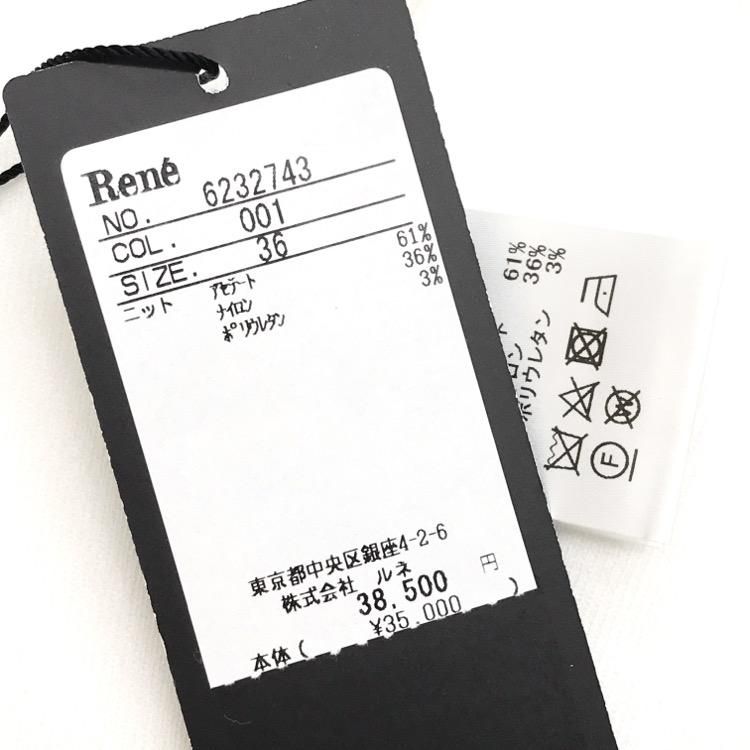 René
NO. 6232743
COL. 001
SIZE. 36
ニット アセテート 61%
ナイロン 36%
ポリウレタン 3%
東京都中央区銀座4-2-6
株式会社 ルネ
38,500 円
本体( ¥35,000 )
61%
36%
3%
ポリウレタン
W
F